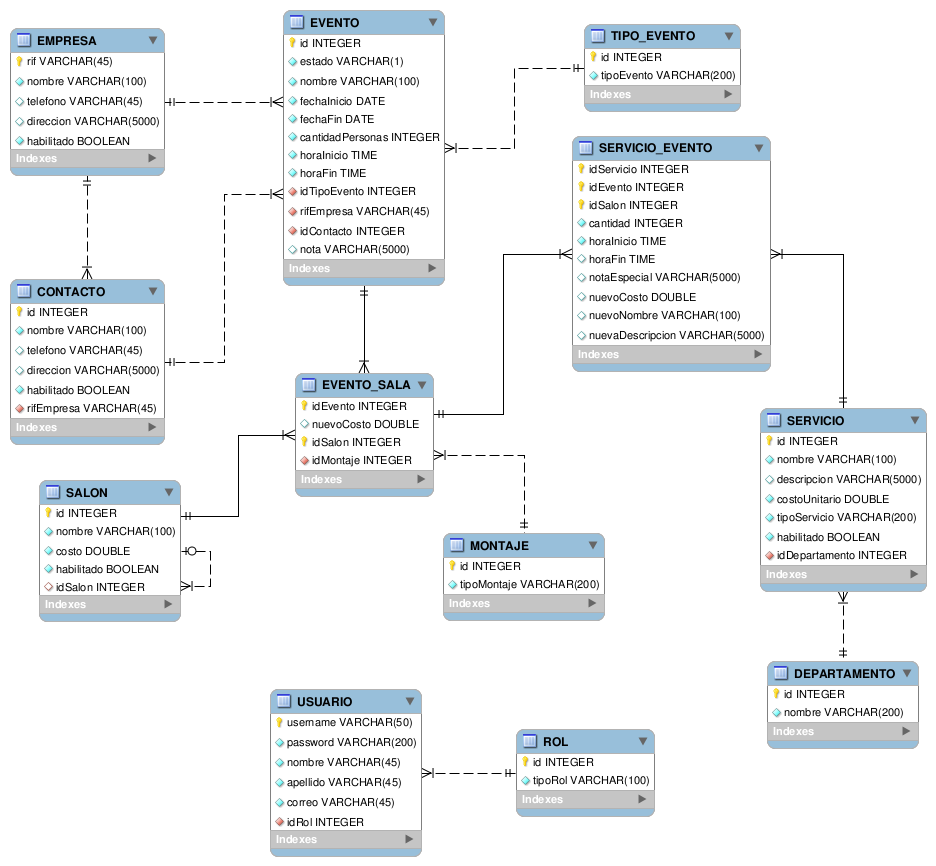 EMPRESA
rif VARCHAR(45)
nombre VARCHAR(100)
telefono VARCHAR(45)
direccion VARCHAR(5000)
habilitado BOOLEAN
Indexes
EVENTO
id INTEGER
estado VARCHAR(1)
nombre VARCHAR(100)
fechaInicio DATE
fechaFin DATE
cantidadPersonas INTEGER
horaInicio TIME
horaFin TIME
idTipoEvento INTEGER
rifEmpresa VARCHAR(45)
idContacto INTEGER
nota VARCHAR(5000)
Indexes
TIPO_EVENTO
id INTEGER
tipoEvento VARCHAR(200)
Indexes
SERVICIO_EVENTO
idServicio INTEGER
idEvento INTEGER
idSalon INTEGER
cantidad INTEGER
horaInicio TIME
horaFin TIME
notaEspecial VARCHAR(5000)
nuevoCosto DOUBLE
nuevoNombre VARCHAR(100)
nuevaDescripcion VARCHAR(5000)
Indexes
CONTACTO
id INTEGER
nombre VARCHAR(100)
telefono VARCHAR(45)
direccion VARCHAR(5000)
habilitado BOOLEAN
rifEmpresa VARCHAR(45)
Indexes
EVENTO_SALA
idEvento INTEGER
nuevoCosto DOUBLE
idSalon INTEGER
idMontaje INTEGER
Indexes
SERVICIO
id INTEGER
nombre VARCHAR(100)
descripcion VARCHAR(5000)
costoUnitario DOUBLE
tipoServicio VARCHAR(200)
habilitado BOOLEAN
idDepartamento INTEGER
Indexes
SALON
id INTEGER
nombre VARCHAR(100)
costo DOUBLE
habilitado BOOLEAN
idSalon INTEGER
Indexes
MONTAJE
id INTEGER
tipoMontaje VARCHAR(200)
Indexes
DEPARTAMENTO
id INTEGER
nombre VARCHAR(200)
Indexes
USUARIO
username VARCHAR(50)
password VARCHAR(200)
nombre VARCHAR(45)
apellido VARCHAR(45)
correo VARCHAR(45)
idRol INTEGER
Indexes
ROL
id INTEGER
tipoRol VARCHAR(100)
Indexes